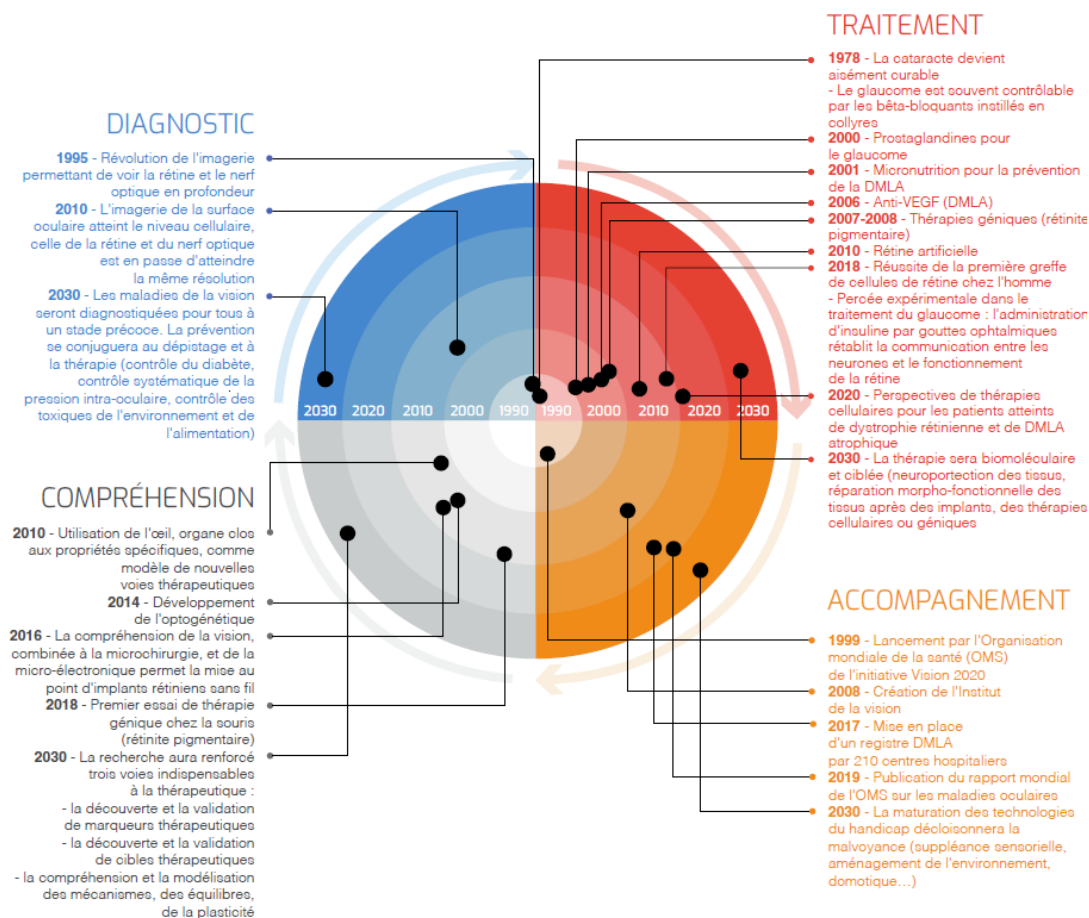 DIAGNOSTIC
1995 - Révolution de l'imagerie
permettant de voir la rétine et le nerf
optique en profondeur
2010 - L'imagerie de la surface
oculaire atteint le niveau cellulaire,
celle de la rétine et du nerf optique
est en passe d'atteindre
la même résolution
2030 - Les maladies de la vision
seront diagnostiquées pour tous à
un stade précoce. La prévention
se conjuguera au dépistage et à
la thérapie (contrôle du diabète,
contrôle systématique de la
pression intra-oculaire, contrôle des
toxiques de l'environnement et de
l'alimentation)
COMPRÉHENSION
2010 - Utilisation de l'œil, organe clos
aux propriétés spécifiques, comme
modèle de nouvelles
voies thérapeutiques
2014 - Développement
de l'optogénétique
2016 - La compréhension de la vision,
combinée à la microchirurgie, et de la
micro-électronique permet la mise au
point d'implants rétiniens sans fil
2018 - Premier essai de thérapie
génique chez la souris
(rétinite pigmentaire)
2030 - La recherche aura renforcé
trois voies indispensables
à la thérapeutique :
- la découverte et la validation
de marqueurs thérapeutiques
- la découverte et la validation
de cibles thérapeutiques
- la compréhension et la modélisation
des mécanismes, des équilibres,
de la plasticité
2030 2020 2010 2000 1990 1990 2000 2010 2020 2030
TRAITEMENT
1978 - La cataracte devient
aisément curable
- Le glaucome est souvent contrôlable
par les bêta-bloquants instillés en
collyres
2000 - Prostaglandines pour
le glaucome
2001 - Micronutrition pour la prévention
de la DMLA
2006 - Anti-VEGF (DMLA)
2007-2008 - Thérapies géniques (rétinite
pigmentaire)
2010 - Rétine artificielle
2018 - Réussite de la première greffe
de cellules de rétine chez l'homme
- Percée expérimentale dans le
traitement du glaucome : l'administration
d'insuline par gouttes ophtalmiques
rétablit la communication entre les
neurones et le fonctionnement
de la rétine
2020 - Perspectives de thérapies
cellulaires pour les patients atteints
de dystrophie rétinienne et de DMLA
atrophique
2030 - La thérapie sera biomoléculaire
et ciblée (neuroportection des tissus,
réparation morpho-fonctionnelle des
tissus après des implants, des thérapies
cellulaires ou géniques
ACCOMPAGNEMENT
1999 - Lancement par l'Organisation
mondiale de la santé (OMS)
de l'initiative Vision 2020
2008 - Création de l'Institut
de la vision
2017 - Mise en place
d'un registre DMLA
par 210 centres hospitaliers
2019 - Publication du rapport mondial
de l'OMS sur les maladies oculaires
2030 - La maturation des technologies
du handicap décloisonnera la
malvoyance (suppléance sensorielle,
aménagement de l'environnement,
domotique…)